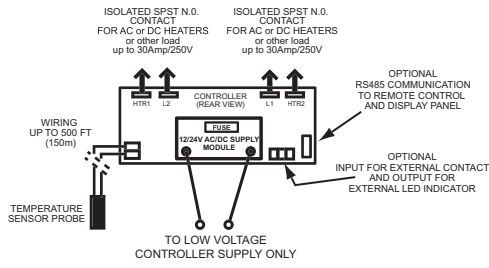 ISOLATED SPST N.0.
CONTACT
FOR AC or DC HEATERS
or other load
up to 30Amp/250V
ISOLATED SPST N.0.
CONTACT
FOR AC or DC HEATERS
or other load
up to 30Amp/250V
HTR1
L2
CONTROLLER
(REAR VIEW)
L1
HTR2
OPTIONAL
RS485 COMMUNICATION
TO REMOTE CONTROL
AND DISPLAY PANEL
WIRING
UP TO 500 FT
(150m)
FUSE
12/24V AC/DC SUPPLY
MODULE
OPTIONAL
INPUT FOR EXTERNAL CONTACT
AND OUTPUT FOR
EXTERNAL LED INDICATOR
TEMPERATURE
SENSOR PROBE
TO LOW VOLTAGE
CONTROLLER SUPPLY ONLY